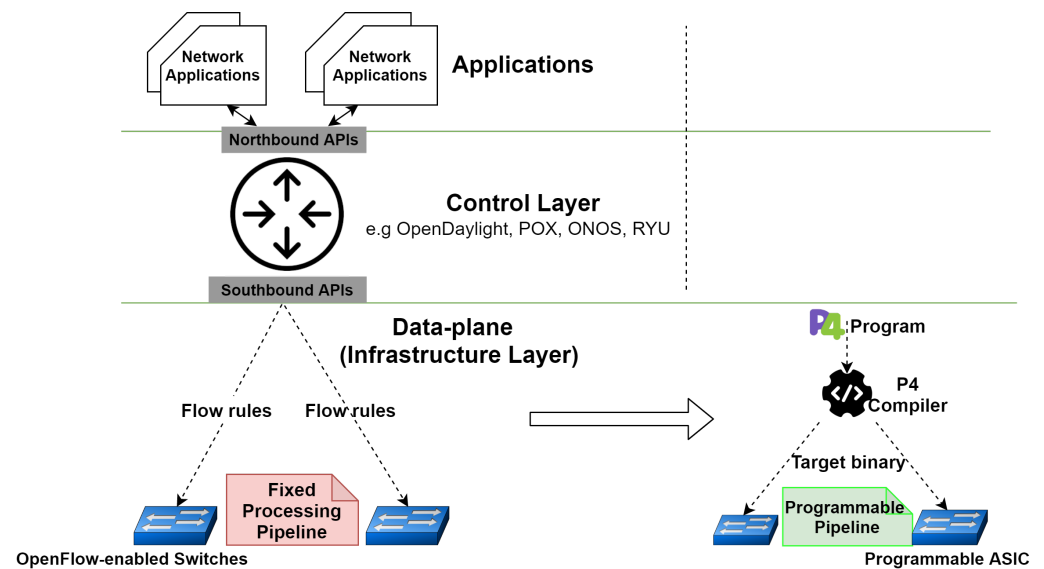 Network
Applications
Network
Applications
Applications
Northbound APIs
Control Layer
e.g OpenDaylight, POX, ONOS, RYU
Southbound APIs
Data-plane
(Infrastructure Layer)
Flow rules
Flow rules
Fixed
Processing
Pipeline
OpenFlow-enabled Switches
P4 Program
P4
Compiler
</>
Target binary
Programmable
Pipeline
Programmable ASIC